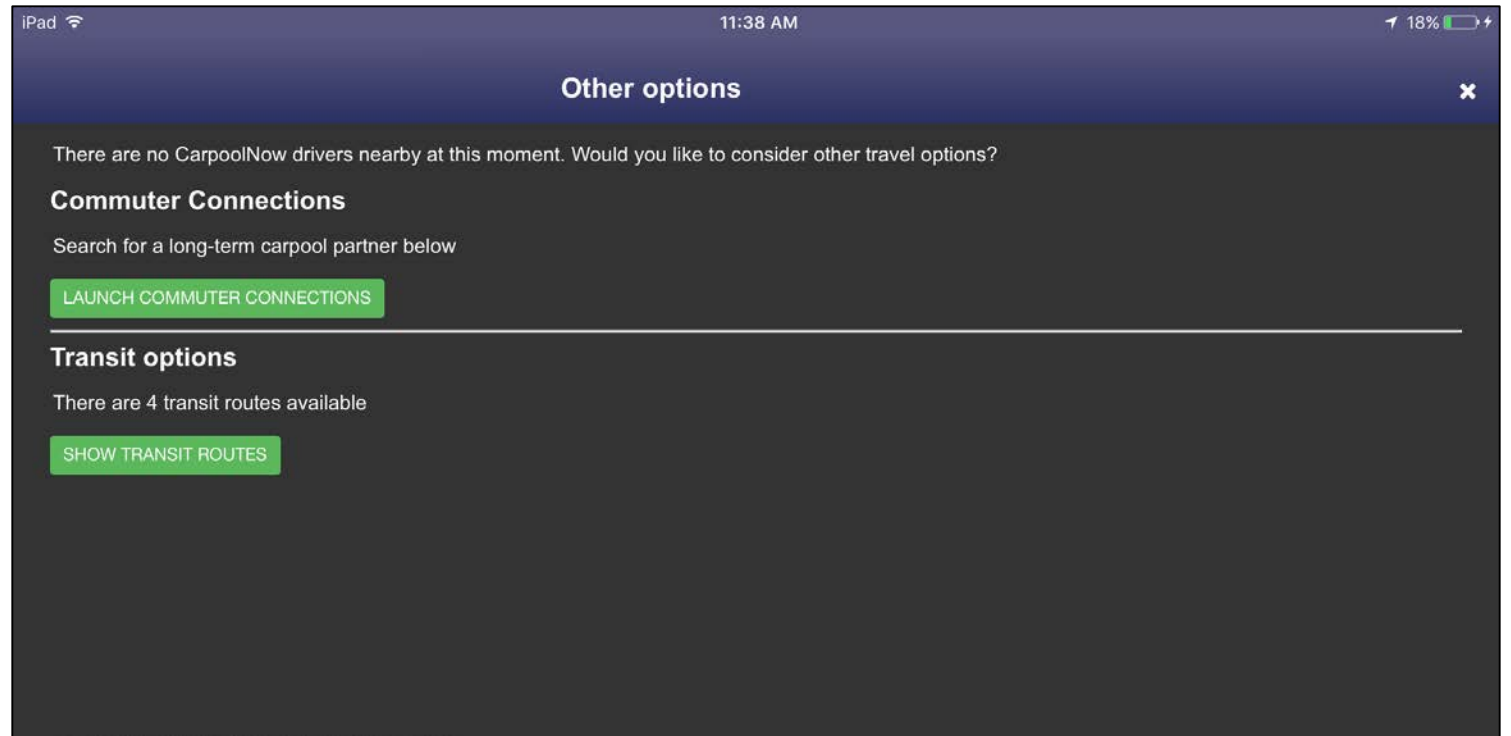 iPad 11:38 AM 18%
Other options
There are no CarpoolNow drivers nearby at this moment. Would you like to consider other travel options?
Commuter Connections
Search for a long-term carpool partner below
LAUNCH COMMUTER CONNECTIONS
Transit options
There are 4 transit routes available
SHOW TRANSIT ROUTES